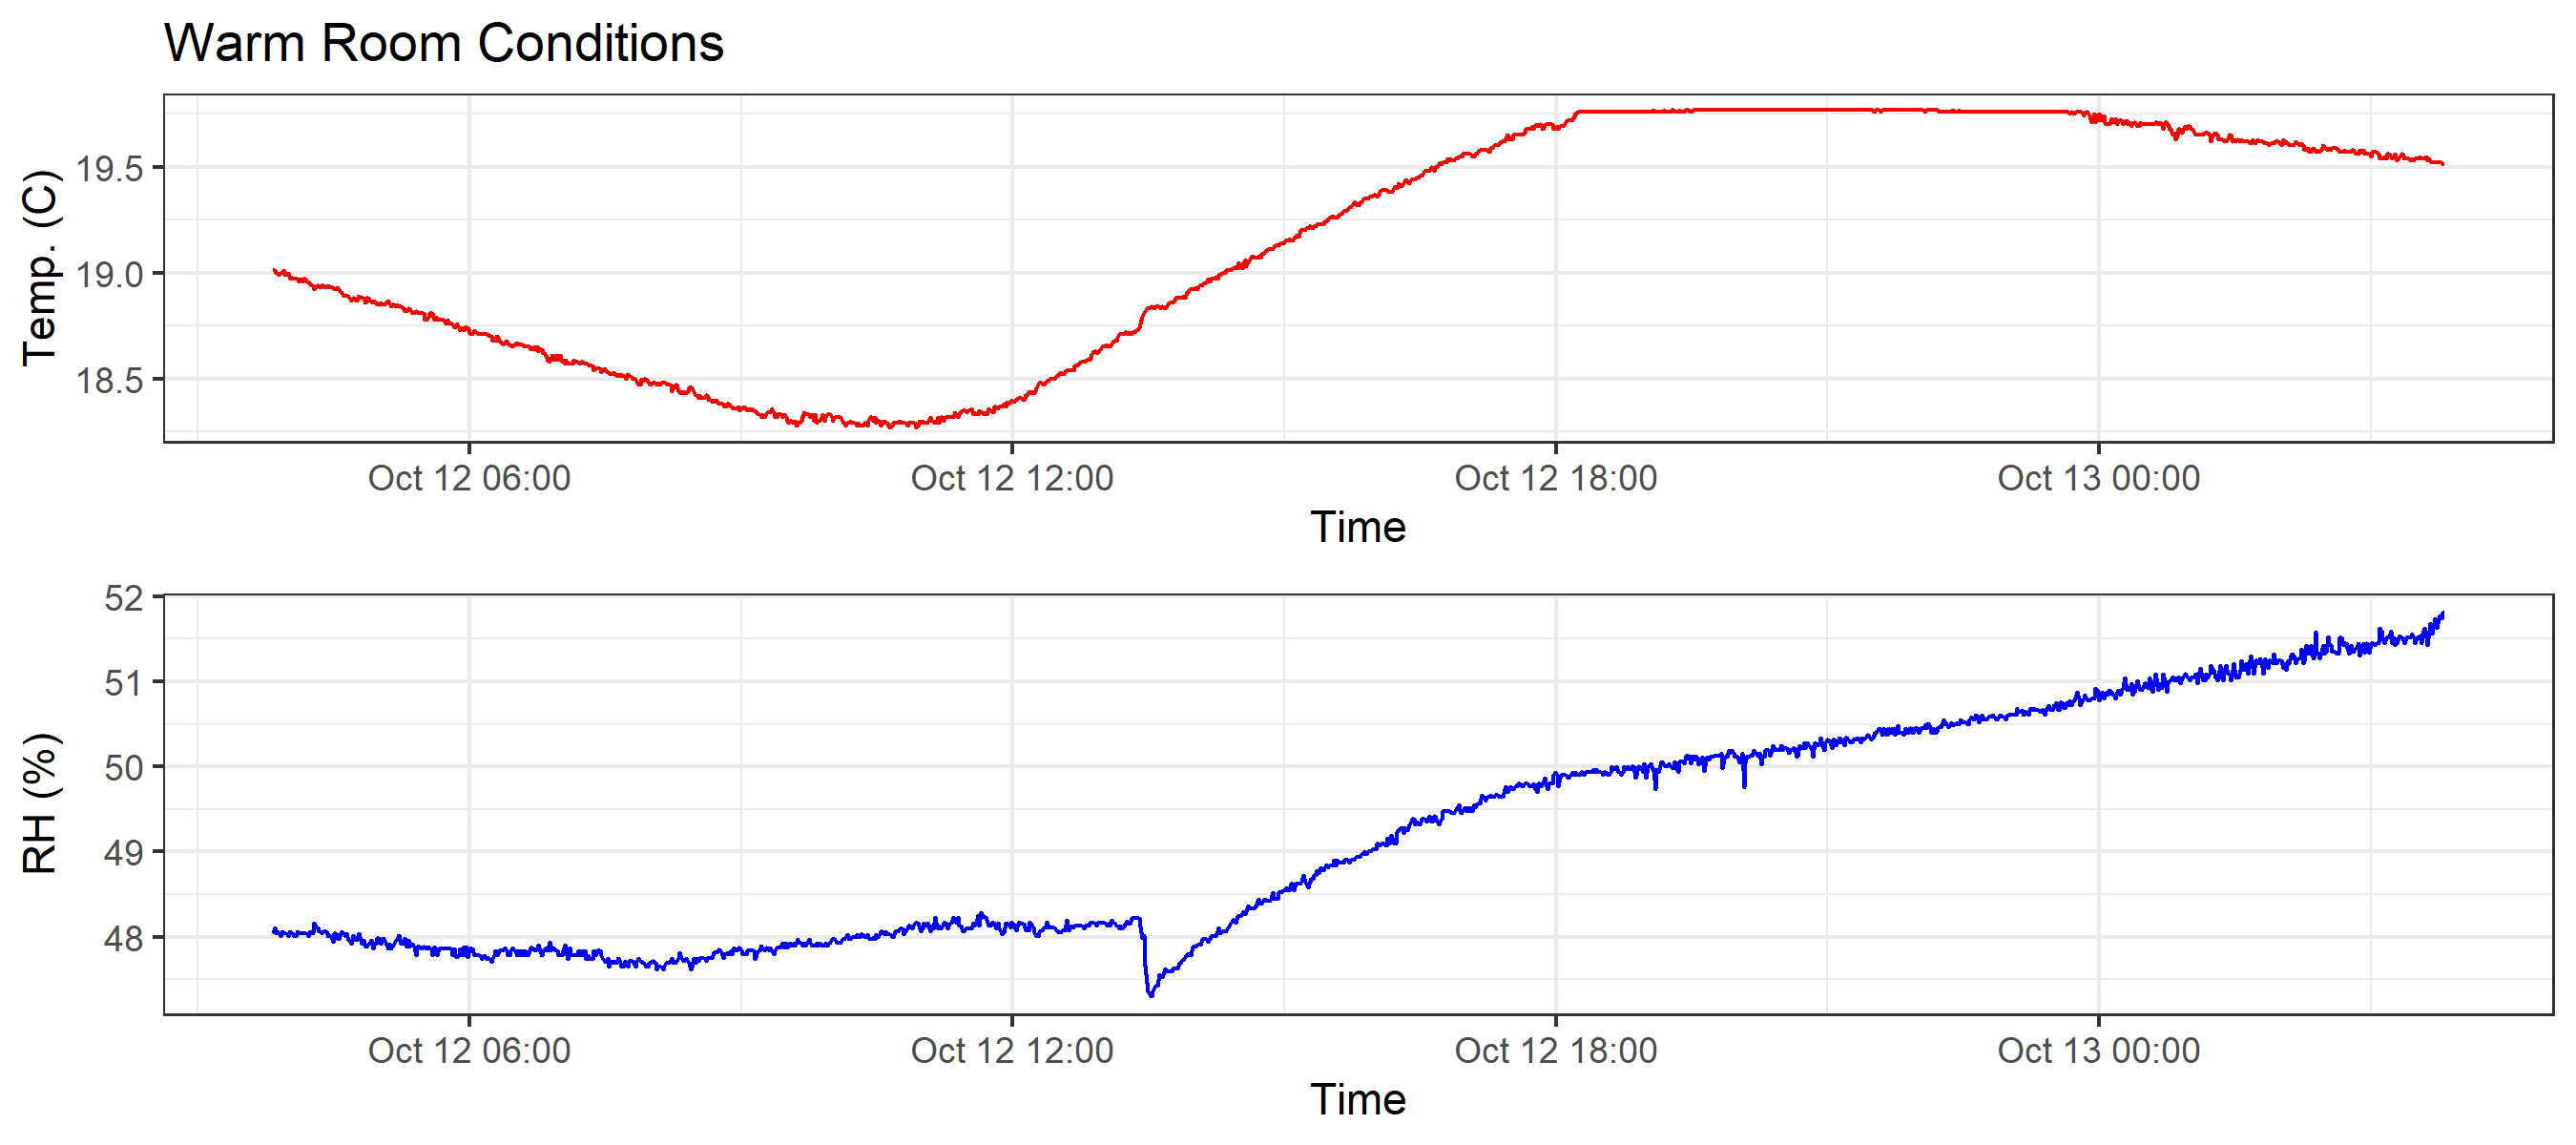 Warm Room Conditions
Temp. (C)
19.5
19.0
18.5
Oct 12 06:00 Oct 12 12:00 Oct 12 18:00 Oct 13 00:00
Time
RH (%)
52
51
50
49
48
Oct 12 06:00 Oct 12 12:00 Oct 12 18:00 Oct 13 00:00
Time